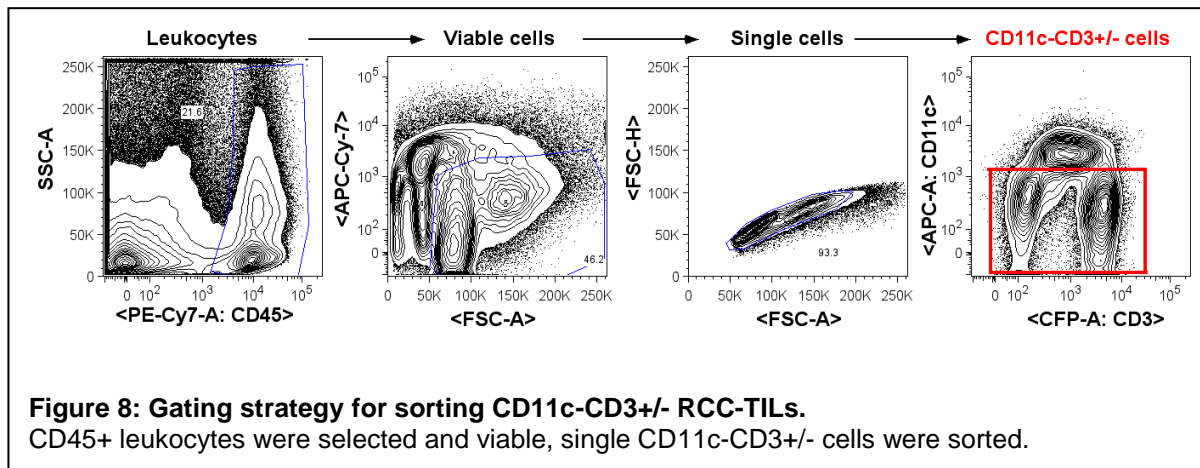 Leukocytes Viable cells Single cells CD11c-CD3+/- cells
250K
200K
150K
100K
50K
0
SSC-A
21.6
0 10² 10³ 10⁴ 10⁵
<PE-Cy7-A: CD45>
10⁵
10⁴
10³
10²
0
<APC-Cy-7>
46.2
0 50K 100K 150K 200K 250K
<FSC-A>
250K
200K
150K
100K
50K
0
<FSC-H>
93.3
0 50K 100K 150K 200K 250K
<FSC-A>
10⁵
10⁴
10³
10²
0
<APC-A: CD11c>
0 10² 10³ 10⁴ 10⁵
<CFP-A: CD3>
Figure 8: Gating strategy for sorting CD11c-CD3+/- RCC-TILs.
CD45+ leukocytes were selected and viable, single CD11c-CD3+/- cells were sorted.